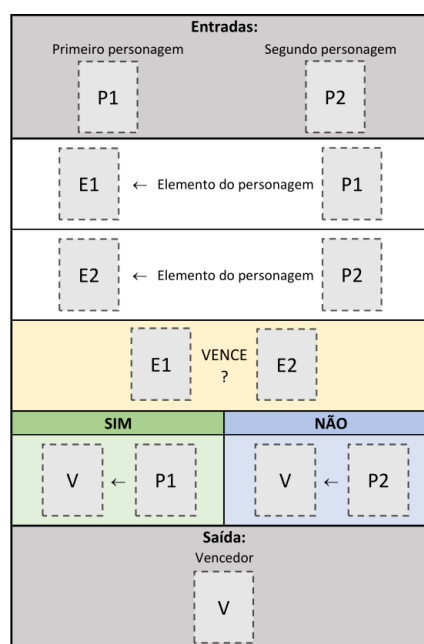 Entradas:
Primeiro personagem Segundo personagem
P1 P2
E1 ← Elemento do personagem P1
E2 ← Elemento do personagem P2
E1 VENCE ? E2
SIM NÃO
V ← P1 V ← P2
Saída:
Vencedor
V